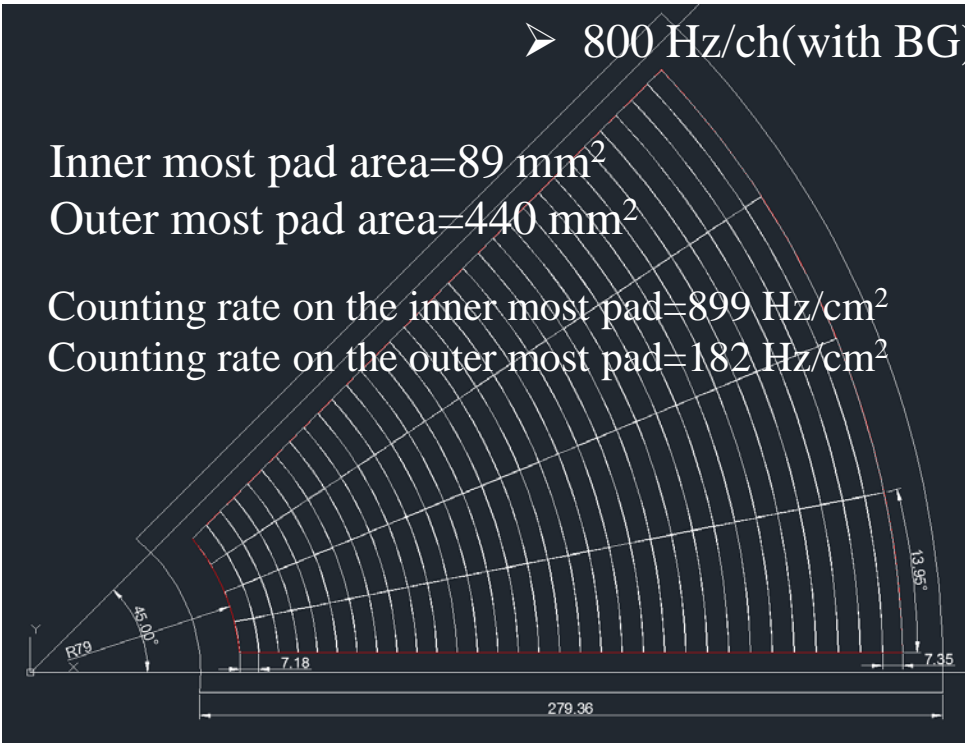 ➢ 800 Hz/ch(with BG)
Inner most pad area=89 mm²
Outer most pad area=440 mm²
Counting rate on the inner most pad=899 Hz/cm²
Counting rate on the outer most pad=182 Hz/cm²
13.95°
45.00°
Y
R79
X
7.18
7.35
279.36